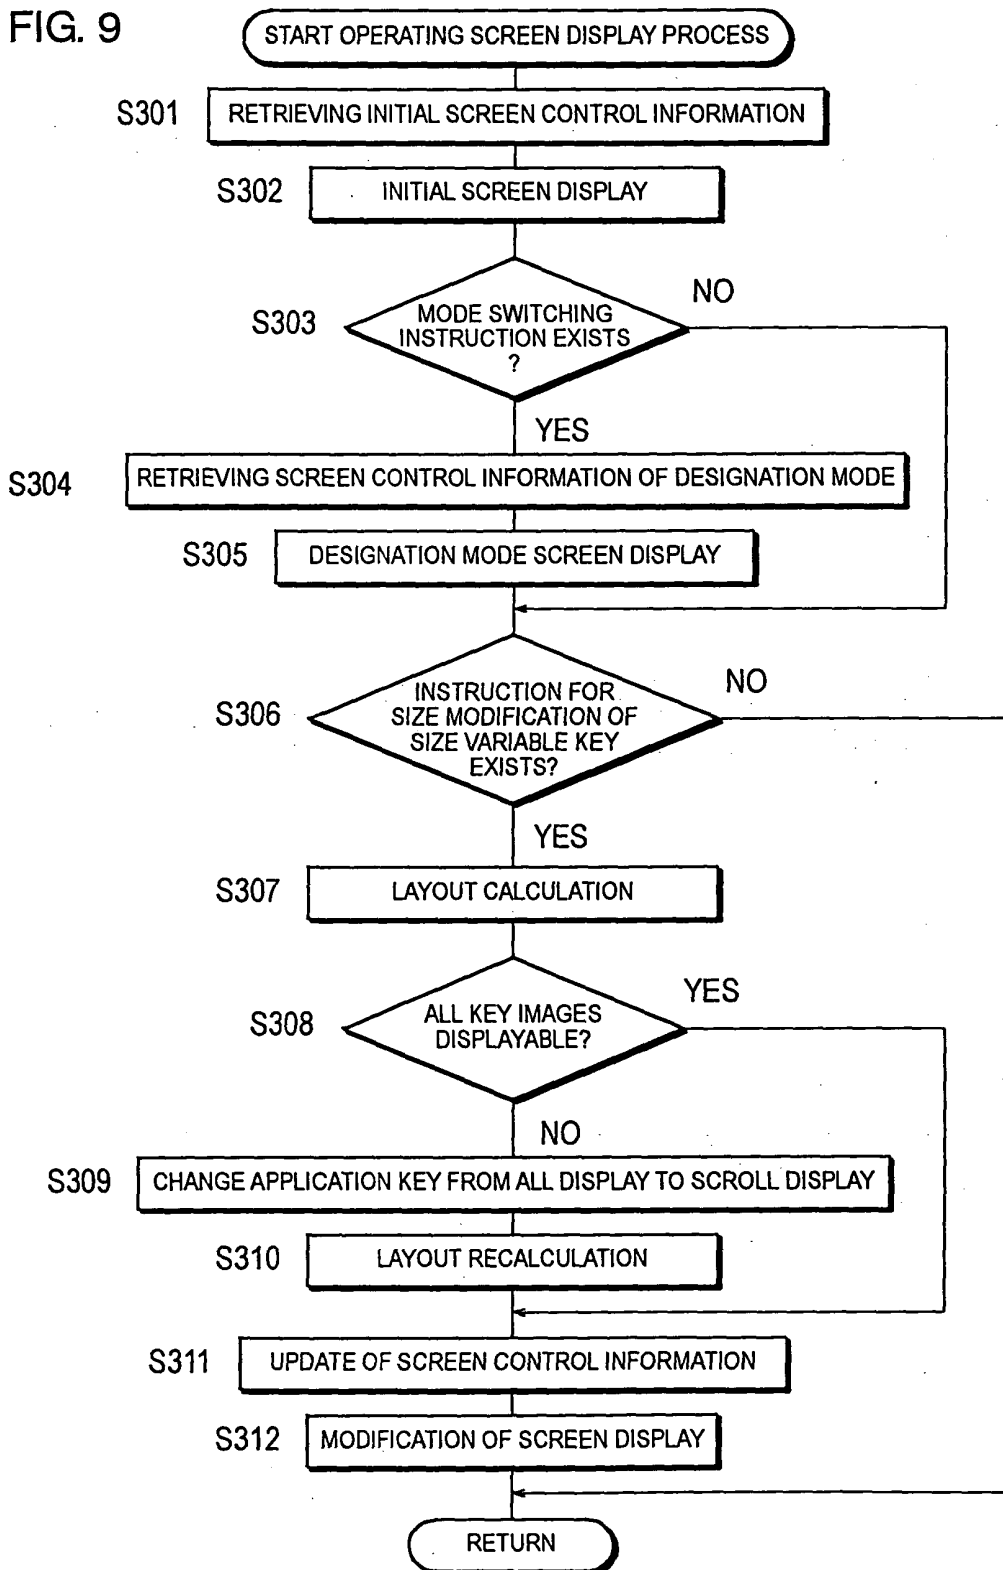 FIG. 9
START OPERATING SCREEN DISPLAY PROCESS
S301
RETRIEVING INITIAL SCREEN CONTROL INFORMATION
S302
INITIAL SCREEN DISPLAY
S303
MODE SWITCHING
INSTRUCTION EXISTS
?
NO
YES
S304
RETRIEVING SCREEN CONTROL INFORMATION OF DESIGNATION MODE
S305
DESIGNATION MODE SCREEN DISPLAY
S306
INSTRUCTION FOR
SIZE MODIFICATION OF
SIZE VARIABLE KEY
EXISTS?
NO
YES
S307
LAYOUT CALCULATION
S308
ALL KEY IMAGES
DISPLAYABLE?
YES
NO
S309
CHANGE APPLICATION KEY FROM ALL DISPLAY TO SCROLL DISPLAY
S310
LAYOUT RECALCULATION
S311
UPDATE OF SCREEN CONTROL INFORMATION
S312
MODIFICATION OF SCREEN DISPLAY
RETURN